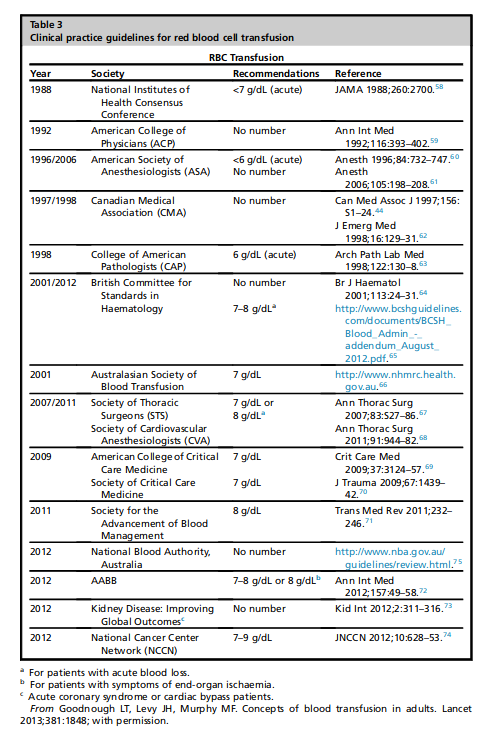 Table 3
Clinical practice guidelines for red blood cell transfusion
RBC Transfusion
Year Society Recommendations Reference
1988 National Institutes of <7 g/dL (acute) JAMA 1988;260:2700.58
Health Consensus
Conference
1992 American College of No number Ann Int Med
Physicians (ACP) 1992;116:393–402.59
1996/2006 American Society of <6 g/dL (acute) Anesth 1996;84:732–747.60
Anesthesiologists (ASA) No number Anesth
2006;105:198–208.61
1997/1998 Canadian Medical No number Can Med Assoc J 1997;156:
Association (CMA) S1–24.44
J Emerg Med
1998;16:129–31.62
1998 College of American 6 g/dL (acute) Arch Path Lab Med
Pathologists (CAP) 1998;122:130–8.63
2001/2012 British Committee for No number Br J Haematol
Standards in 2001;113:24–31.64
Haematology 7–8 g/dLa http://www.bcshguidelines.
com/documents/BCSH_
Blood_Admin_-_
addendum_August_
2012.pdf.65
2001 Australasian Society of 7 g/dL http://www.nhmrc.health.
Blood Transfusion gov.au.66
2007/2011 Society of Thoracic 7 g/dL or Ann Thorac Surg
Surgeons (STS) 8 g/dLa 2007;83:S27–86.67
Society of Cardiovascular Ann Thorac Surg
Anesthesiologists (CVA) 2011;91:944–82.68
2009 American College of Critical 7 g/dL Crit Care Med
Care Medicine 2009;37:3124–57.69
Society of Critical Care 7 g/dL J Trauma 2009;67:1439–
Medicine 42.70
2011 Society for the 8 g/dL Trans Med Rev 2011;232–
Advancement of Blood 246.71
Management
2012 National Blood Authority, No number http://www.nba.gov.au/
Australia guidelines/review.html.75
2012 AABB 7–8 g/dL or 8 g/dLb Ann Int Med
2012;157:49–58.72
2012 Kidney Disease: Improving No number Kid Int 2012;2:311–316.73
Global Outcomesc
2012 National Cancer Center 7–9 g/dL JNCCN 2012;10:628–53.74
Network (NCCN)
a For patients with acute blood loss.
b For patients with symptoms of end-organ ischaemia.
c Acute coronary syndrome or cardiac bypass patients.
From Goodnough LT, Levy JH, Murphy MF. Concepts of blood transfusion in adults. Lancet
2013;381:1848; with permission.